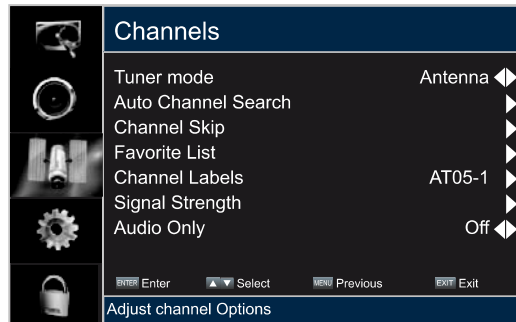 Channels
Tuner mode Antenna
Auto Channel Search
Channel Skip
Favorite List
Channel Labels AT05-1
Signal Strength
Audio Only Off
ENTER Enter Select MENU Previous EXIT Exit
Adjust channel Options